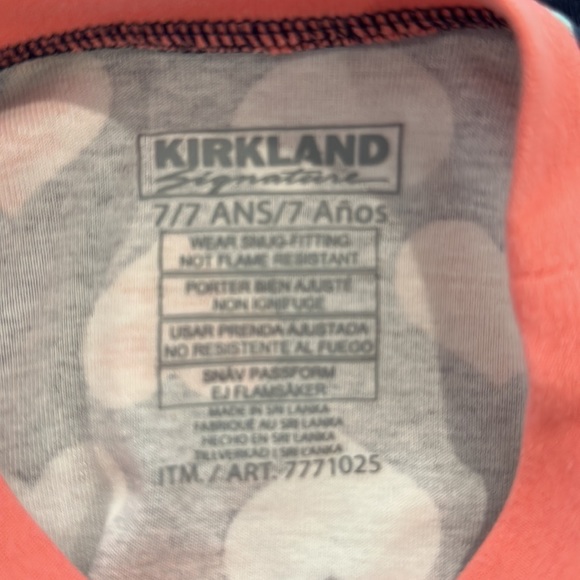 KIRKLAND
Signature
7/7 ANS/7 Años
WEAR SNUG-FITTING
NOT FLAME RESISTANT
PORTER BIEN AJUSTÉ
NON IGNIFUGE
USAR PRENDA AJUSTADA
NO RESISTENTE AL FUEGO
SNÄV PASSFORM
EJ FLAMSÄKER
MADE IN SRI LANKA
FABRIQUÉ AU SRI LANKA
HECHO EN SRI LANKA
TILLVERKAD I SRI LANKA
ITM. / ART. 7771025